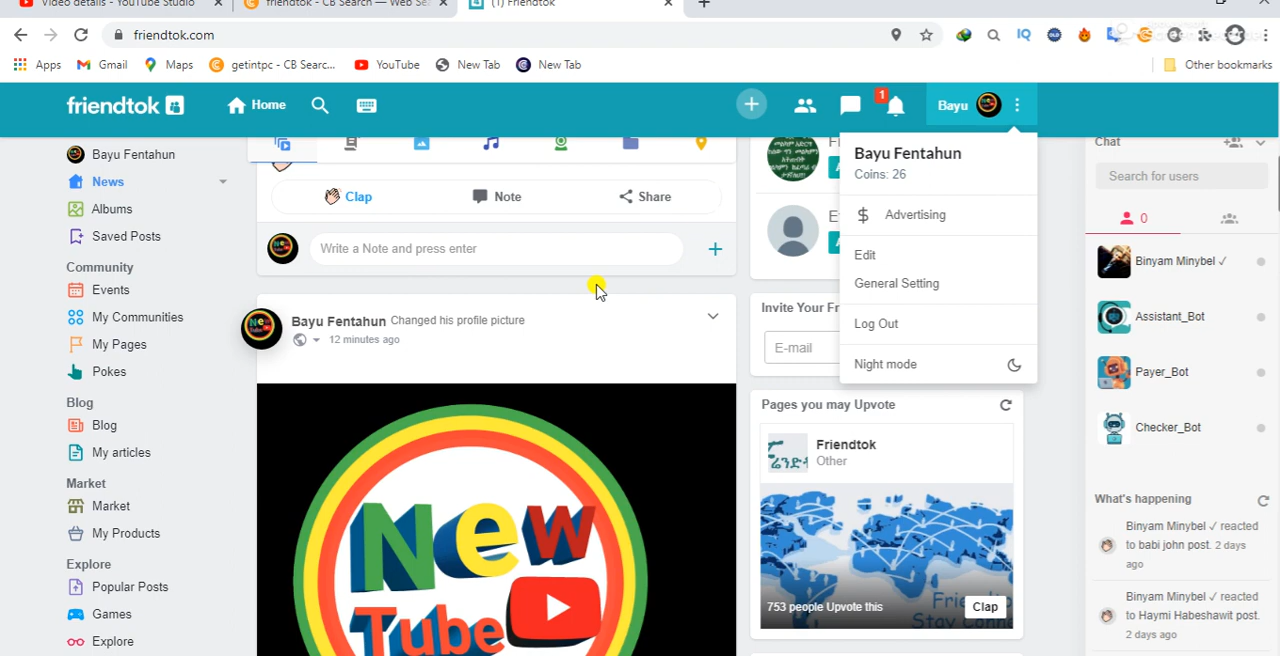 Video details - YouTube Studio
friendtok - CB Search — Web Se
(1) Friendtok
friendtok.com
Apps
Gmail
Maps
getintpc - CB Searc...
YouTube
New Tab
New Tab
Other bookmarks
friendtok
Home
1
Bayu
Bayu Fentahun
News
Albums
Saved Posts
Community
Events
My Communities
My Pages
Pokes
Blog
Blog
My articles
Market
Market
My Products
Explore
Popular Posts
Games
Explore
Clap
Note
Share
Write a Note and press enter
Bayu Fentahun Changed his profile picture
12 minutes ago
New
Tube
Invite Your Fr
E-mail
Pages you may Upvote
Friendtok
Other
753 people Upvote this
Clap
Bayu Fentahun
Coins: 26
Advertising
Edit
General Setting
Log Out
Night mode
Chat
Search for users
0
Binyam Minybel ✓
Assistant_Bot
Payer_Bot
Checker_Bot
What's happening
Binyam Minybel ✓ reacted
to babi john post. 2 days
ago
Binyam Minybel ✓ reacted
to Haymi Habeshawit post.
2 days ago